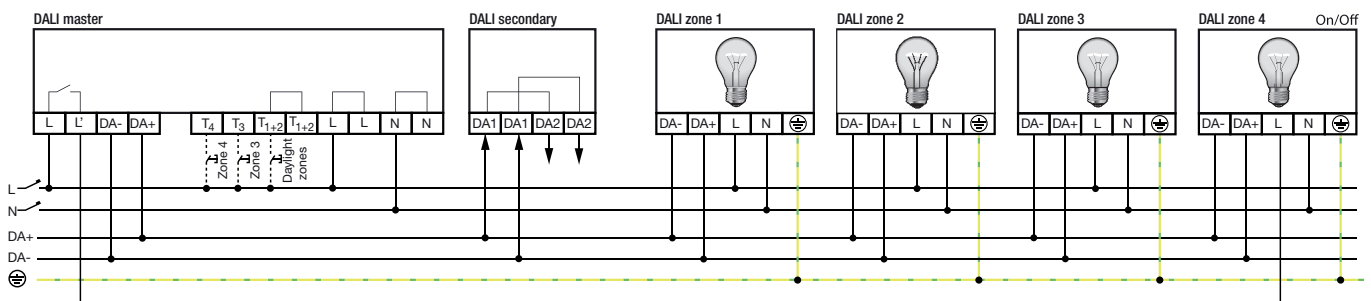 DALI master
DALI secondary
DALI zone 1
DALI zone 2
DALI zone 3
DALI zone 4
On/Off
L L' DA- DA+ T4 T3 T1+2 T1+2 L L N N
DA1 DA1 DA2 DA2
DA- DA+ L N
DA- DA+ L N
DA- DA+ L N
DA- DA+ L N
Zone 4
Zone 3
Daylight
zones
L
N
DA+
DA-